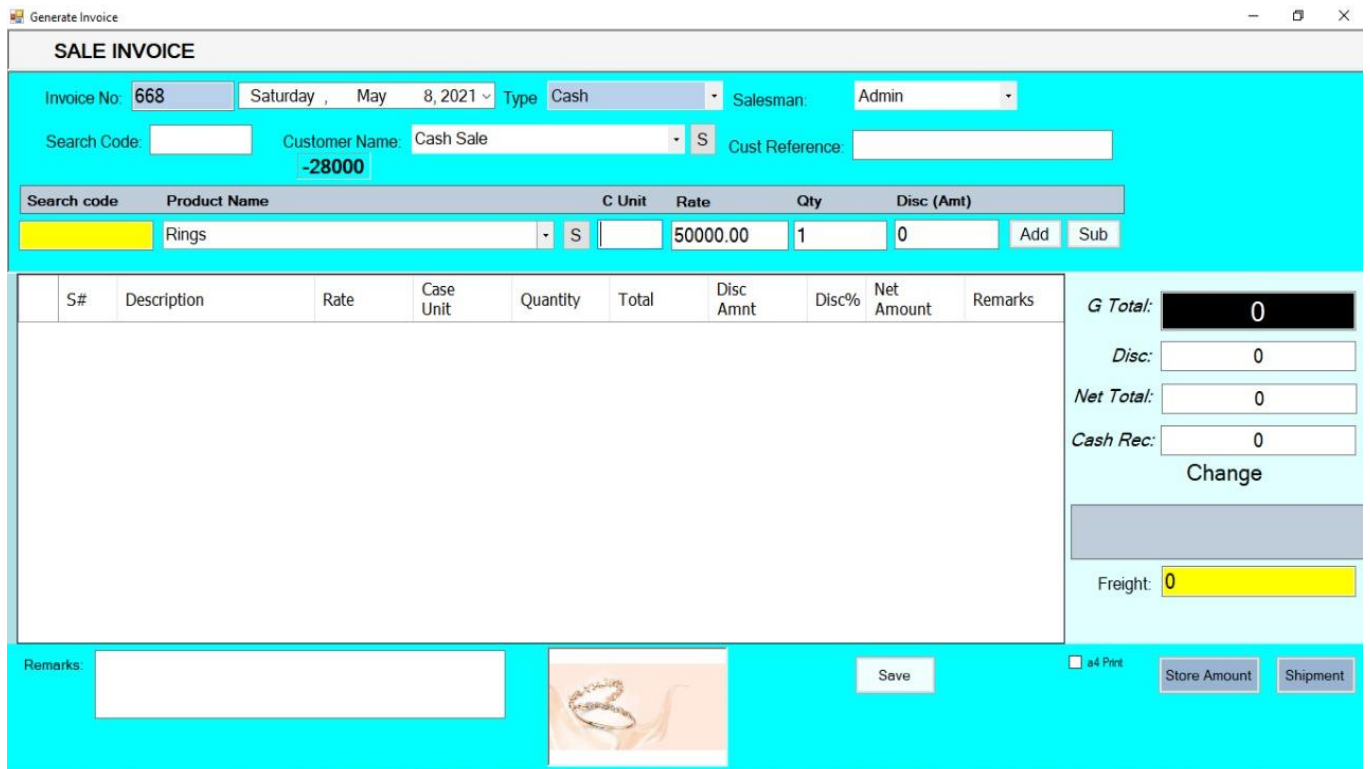 Generate Invoice
SALE INVOICE
Invoice No: 668 Saturday , May 8, 2021 Type Cash Salesman: Admin
Search Code: Customer Name: Cash Sale S Cust Reference:
-28000
Search code Product Name C Unit Rate Qty Disc (Amt)
Rings S 50000.00 1 0 Add Sub
S# Description Rate Case Unit Quantity Total Disc Amnt Disc% Net Amount Remarks
G Total: 0
Disc: 0
Net Total: 0
Cash Rec: 0
Change
Freight: 0
Remarks: Save a4 Print Store Amount Shipment